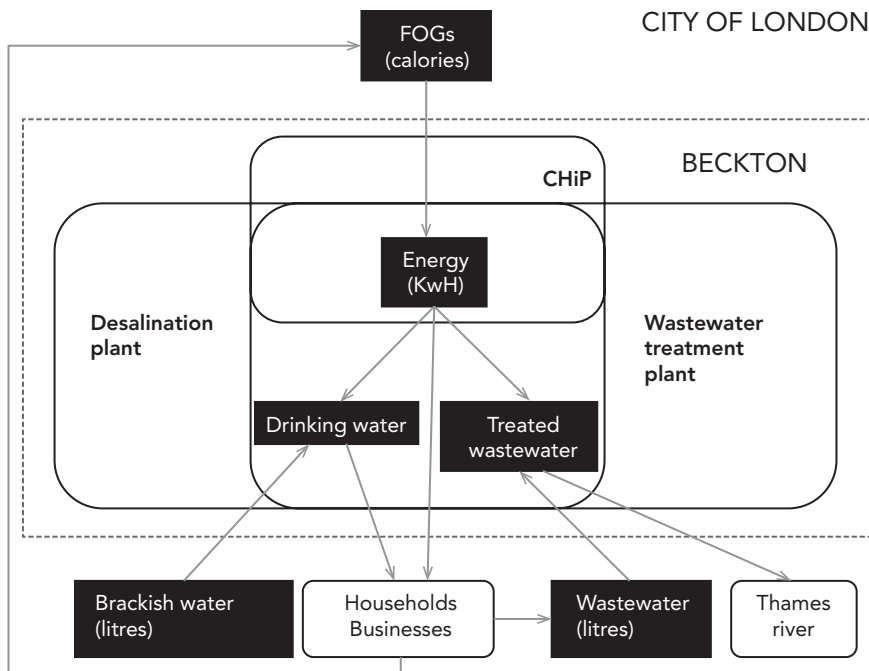 CITY OF LONDON
FOGs
(calories)
BECKTON
CHiP
Energy
(KwH)
Desalination
plant
Wastewater
treatment
plant
Drinking water
Treated
wastewater
Brackish water
(litres)
Households
Businesses
Wastewater
(litres)
Thames
river